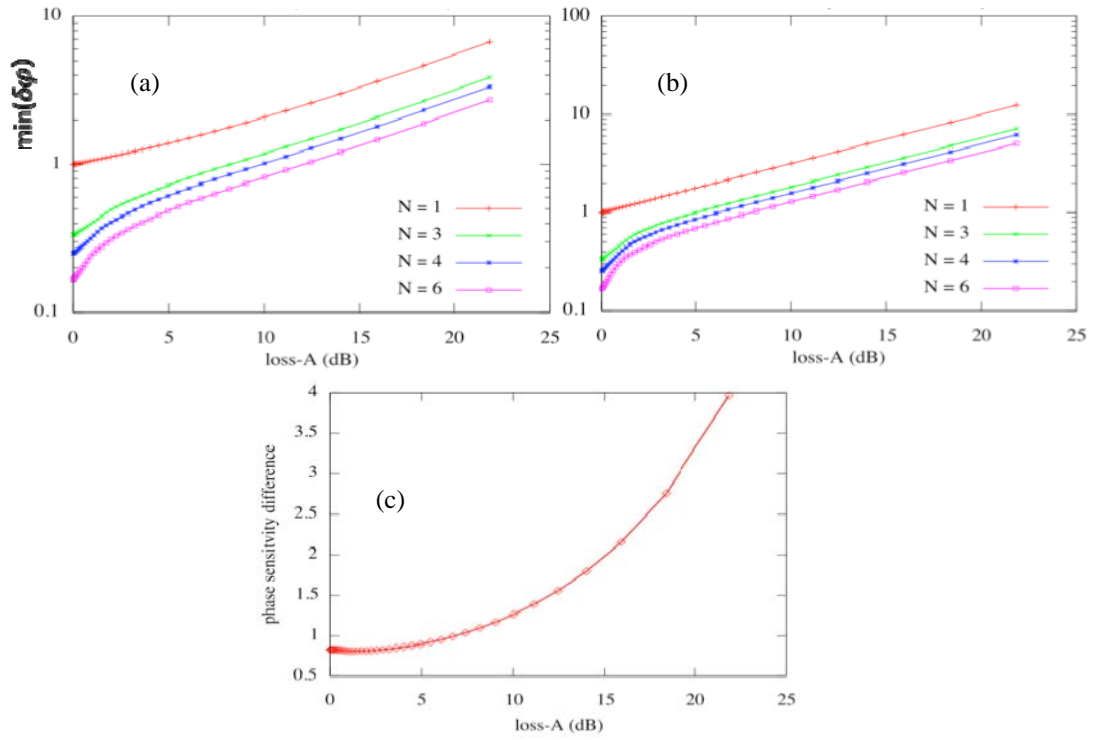 10
1
0.1
min(δφ)
(a)
N = 1
N = 3
N = 4
N = 6
0
5
10
15
20
25
loss-A (dB)
100
10
1
0.1
(b)
N = 1
N = 3
N = 4
N = 6
0
5
10
15
20
25
loss-A (dB)
4
3.5
3
2.5
2
1.5
1
0.5
phase sensitvity difference
(c)
0
5
10
15
20
25
loss-A (dB)